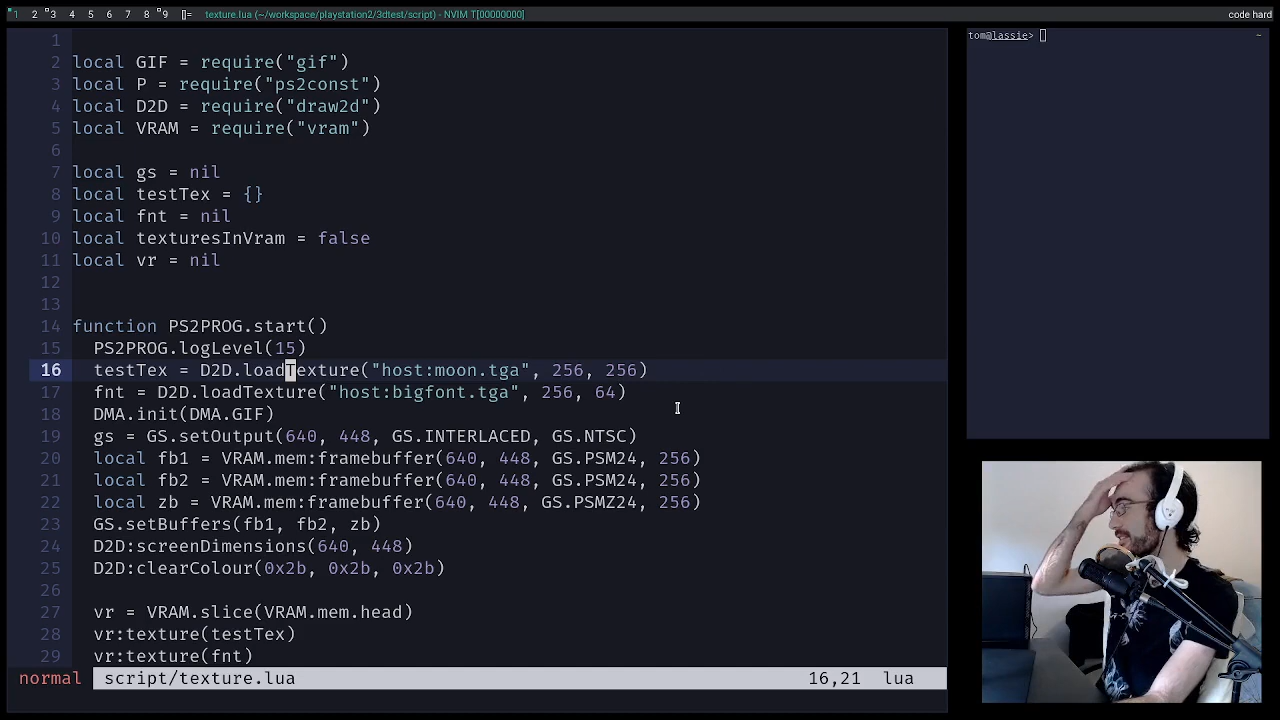 1 2 3 4 5 6 7 8 9 []= texture.lua (~/workspace/playstation2/3dtest/script) - NVIM T[00000000] code hard
1
2 local GIF = require("gif")
3 local P = require("ps2const")
4 local D2D = require("draw2d")
5 local VRAM = require("vram")
6
7 local gs = nil
8 local testTex = {}
9 local fnt = nil
10 local texturesInVram = false
11 local vr = nil
12
13
14 function PS2PROG.start()
15 PS2PROG.logLevel(15)
16 testTex = D2D.loadTexture("host:moon.tga", 256, 256)
17 fnt = D2D.loadTexture("host:bigfont.tga", 256, 64)
18 DMA.init(DMA.GIF)
19 gs = GS.setOutput(640, 448, GS.INTERLACED, GS.NTSC)
20 local fb1 = VRAM.mem:framebuffer(640, 448, GS.PSM24, 256)
21 local fb2 = VRAM.mem:framebuffer(640, 448, GS.PSM24, 256)
22 local zb = VRAM.mem:framebuffer(640, 448, GS.PSMZ24, 256)
23 GS.setBuffers(fb1, fb2, zb)
24 D2D:screenDimensions(640, 448)
25 D2D:clearColour(0x2b, 0x2b, 0x2b)
26
27 vr = VRAM.slice(VRAM.mem.head)
28 vr:texture(testTex)
29 vr:texture(fnt)
normal script/texture.lua 16,21 lua
tom@lassie> ~